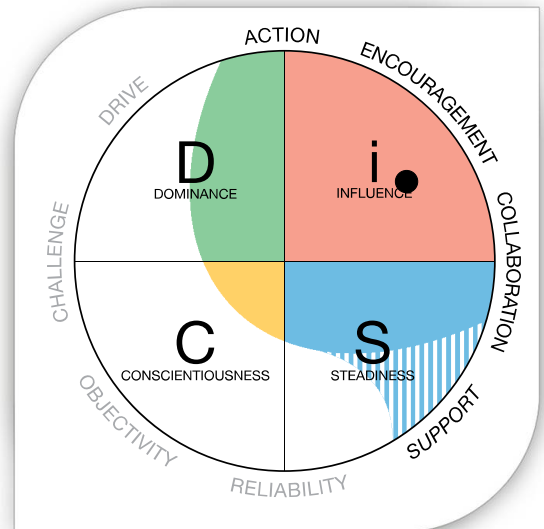 ACTION
ENCOURAGEMENT
DRIVE
D
DOMINANCE
i
INFLUENCE
COLLABORATION
CHALLENGE
C
CONSCIENTIOUSNESS
S
STEADINESS
OBJECTIVITY
SUPPORT
RELIABILITY